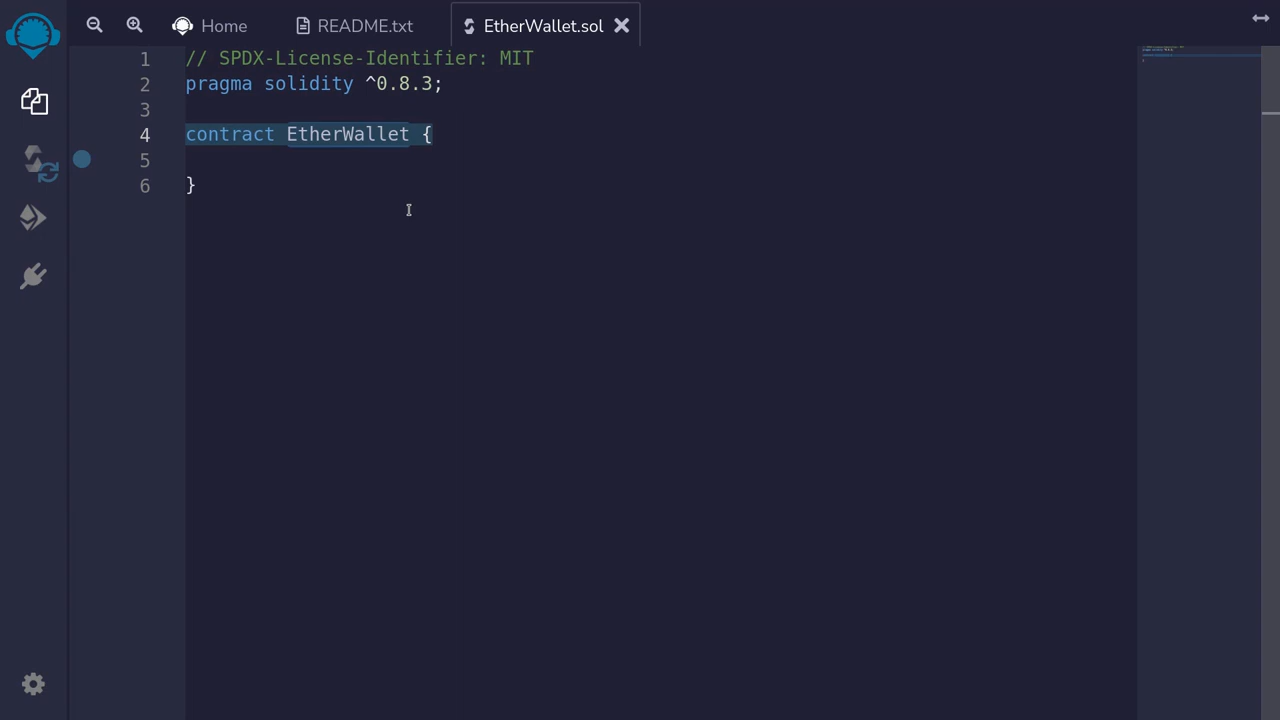 Home README.txt EtherWallet.sol
1 // SPDX-License-Identifier: MIT
2 pragma solidity ^0.8.3;
3
4 contract EtherWallet {
5
6 }